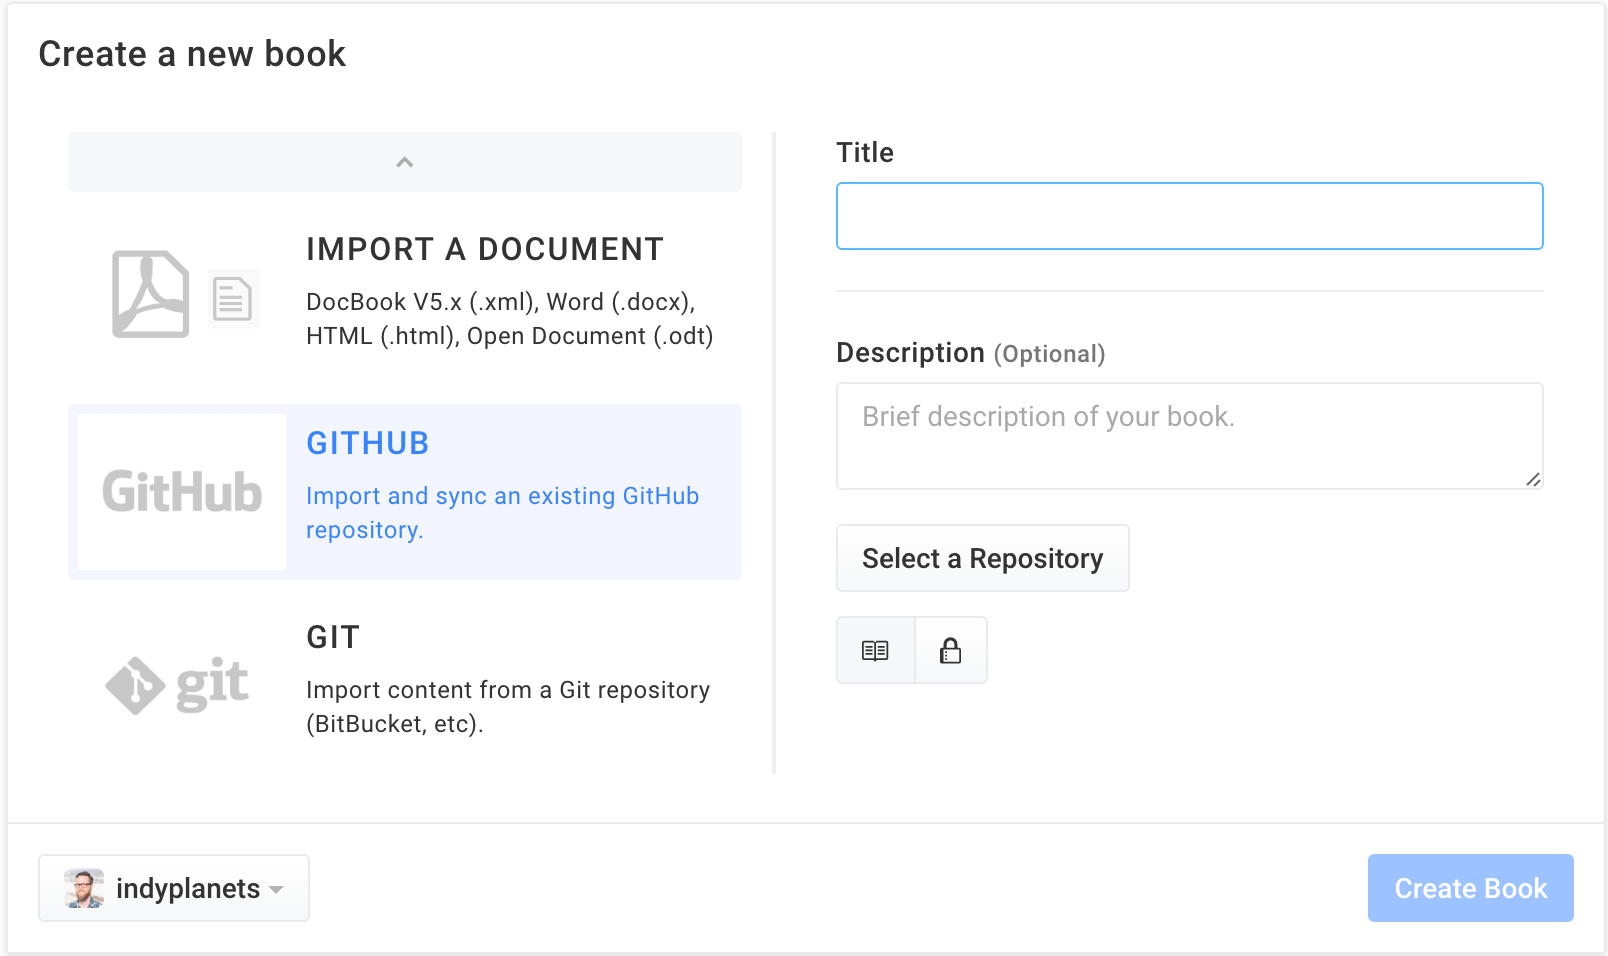 Create a new book
IMPORT A DOCUMENT
DocBook V5.x (.xml), Word (.docx),
HTML (.html), Open Document (.odt)
GitHub
GITHUB
Import and sync an existing GitHub
repository.
git
GIT
Import content from a Git repository
(BitBucket, etc).
Title
Description (Optional)
Brief description of your book.
Select a Repository
indyplanets
Create Book